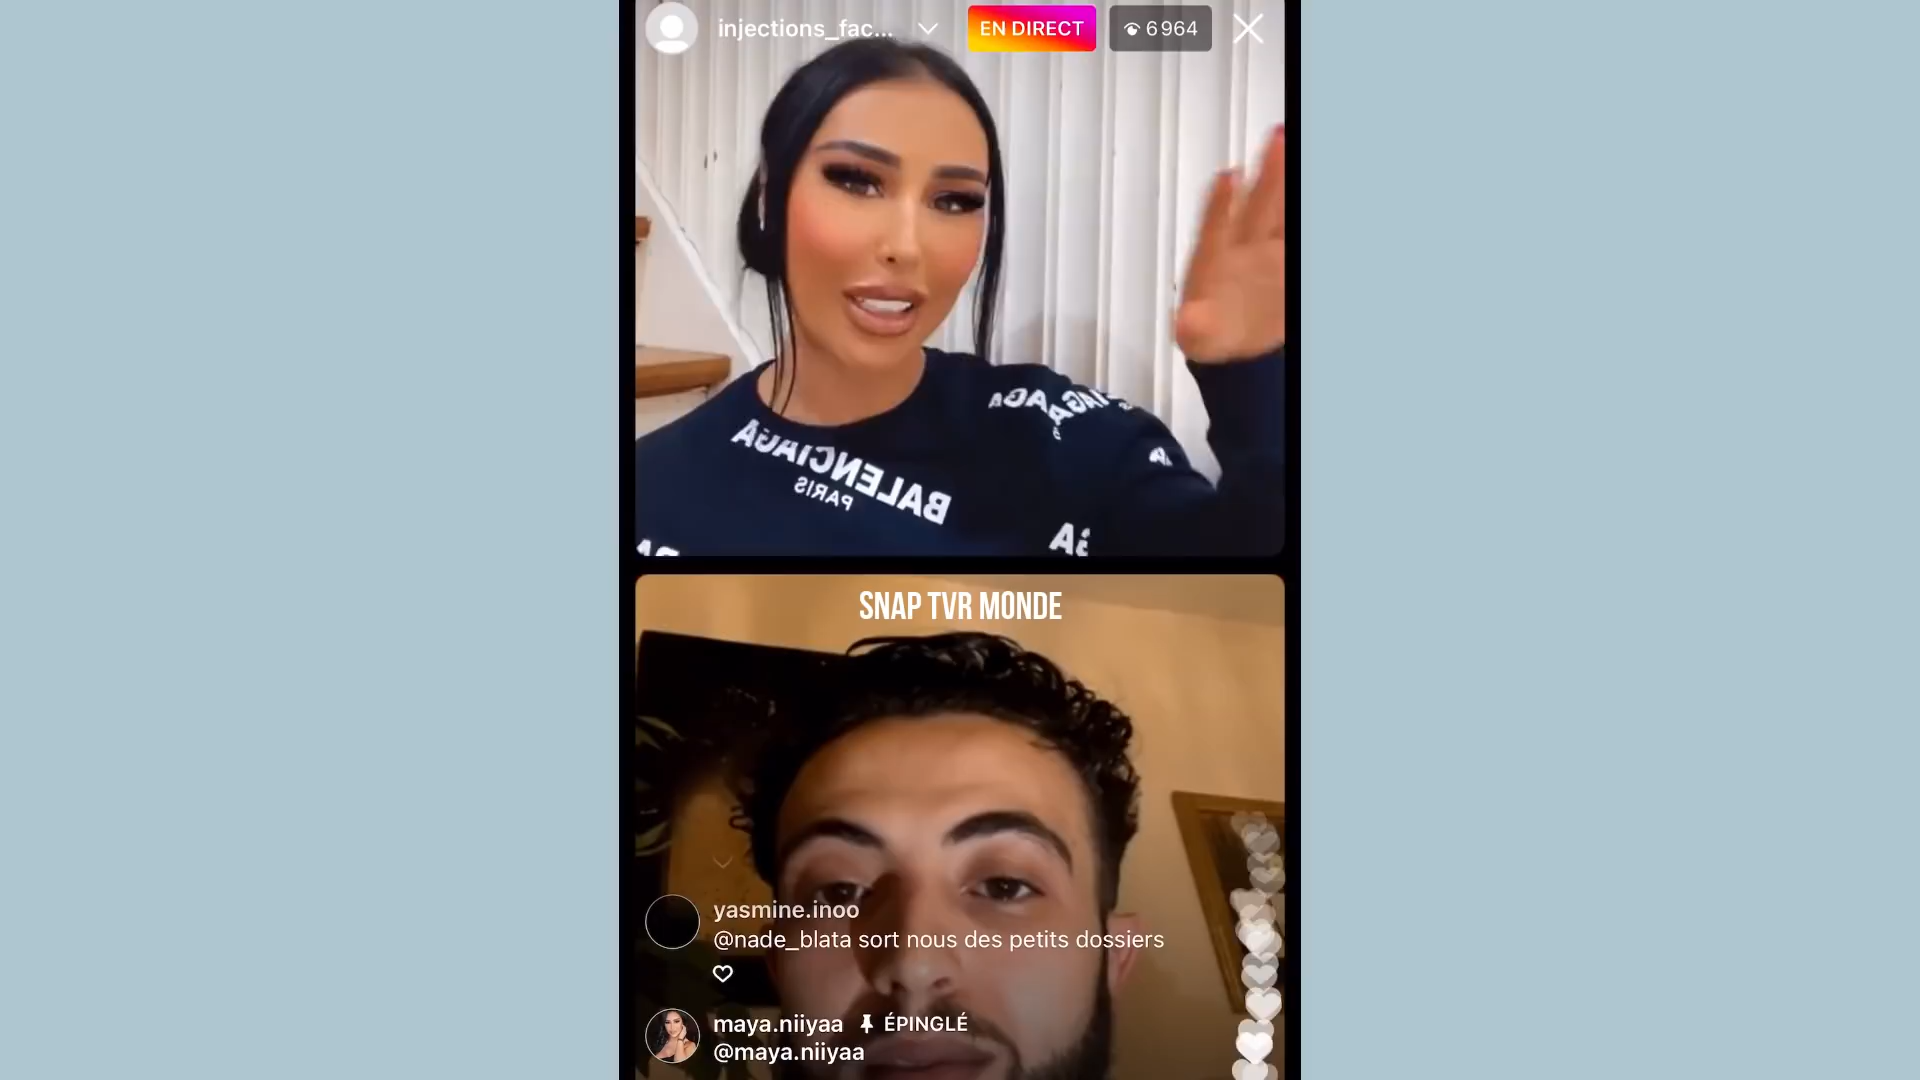 injections_fac...
EN DIRECT
6 964
BALENCIAGA
PARIS
SNAP TVR MONDE
yasmine.inoo
@nade_blata sort nous des petits dossiers
maya.niiyaa ÉPINGLÉ
@maya.niiyaa